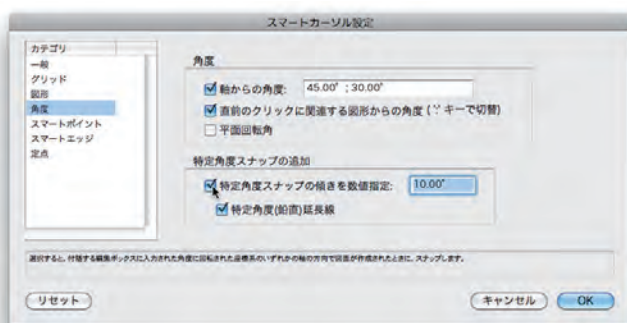 スマートカーソル設定
カテゴリ
一般
グリッド
図形
角度
スマートポイント
スマートエッジ
定点
角度
軸からの角度: 45.00° ; 30.00°
直前のクリックに関連する図形からの角度 ( ';' キーで切替)
平面回転角
特定角度スナップの追加
特定角度スナップの傾きを数値指定: 10.00°
特定角度(鉛直)延長線
選択すると、付随する編集ボックスに入力された角度に回転された座標系のいずれかの軸の方向で図面が作成されたときに、スナップします。
リセット
キャンセル
OK